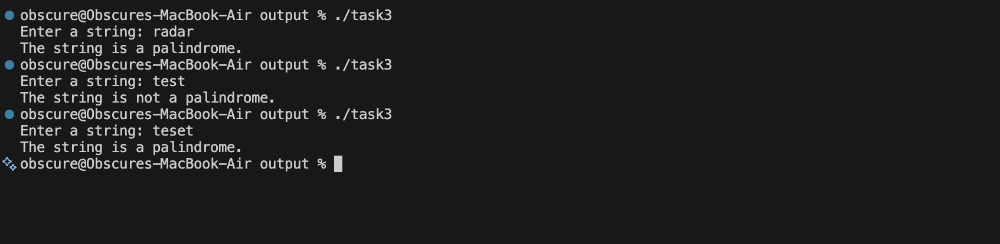 obscure@Obscures-MacBook-Air output % ./task3
Enter a string: radar
The string is a palindrome.
obscure@Obscures-MacBook-Air output % ./task3
Enter a string: test
The string is not a palindrome.
obscure@Obscures-MacBook-Air output % ./task3
Enter a string: teset
The string is a palindrome.
obscure@Obscures-MacBook-Air output %